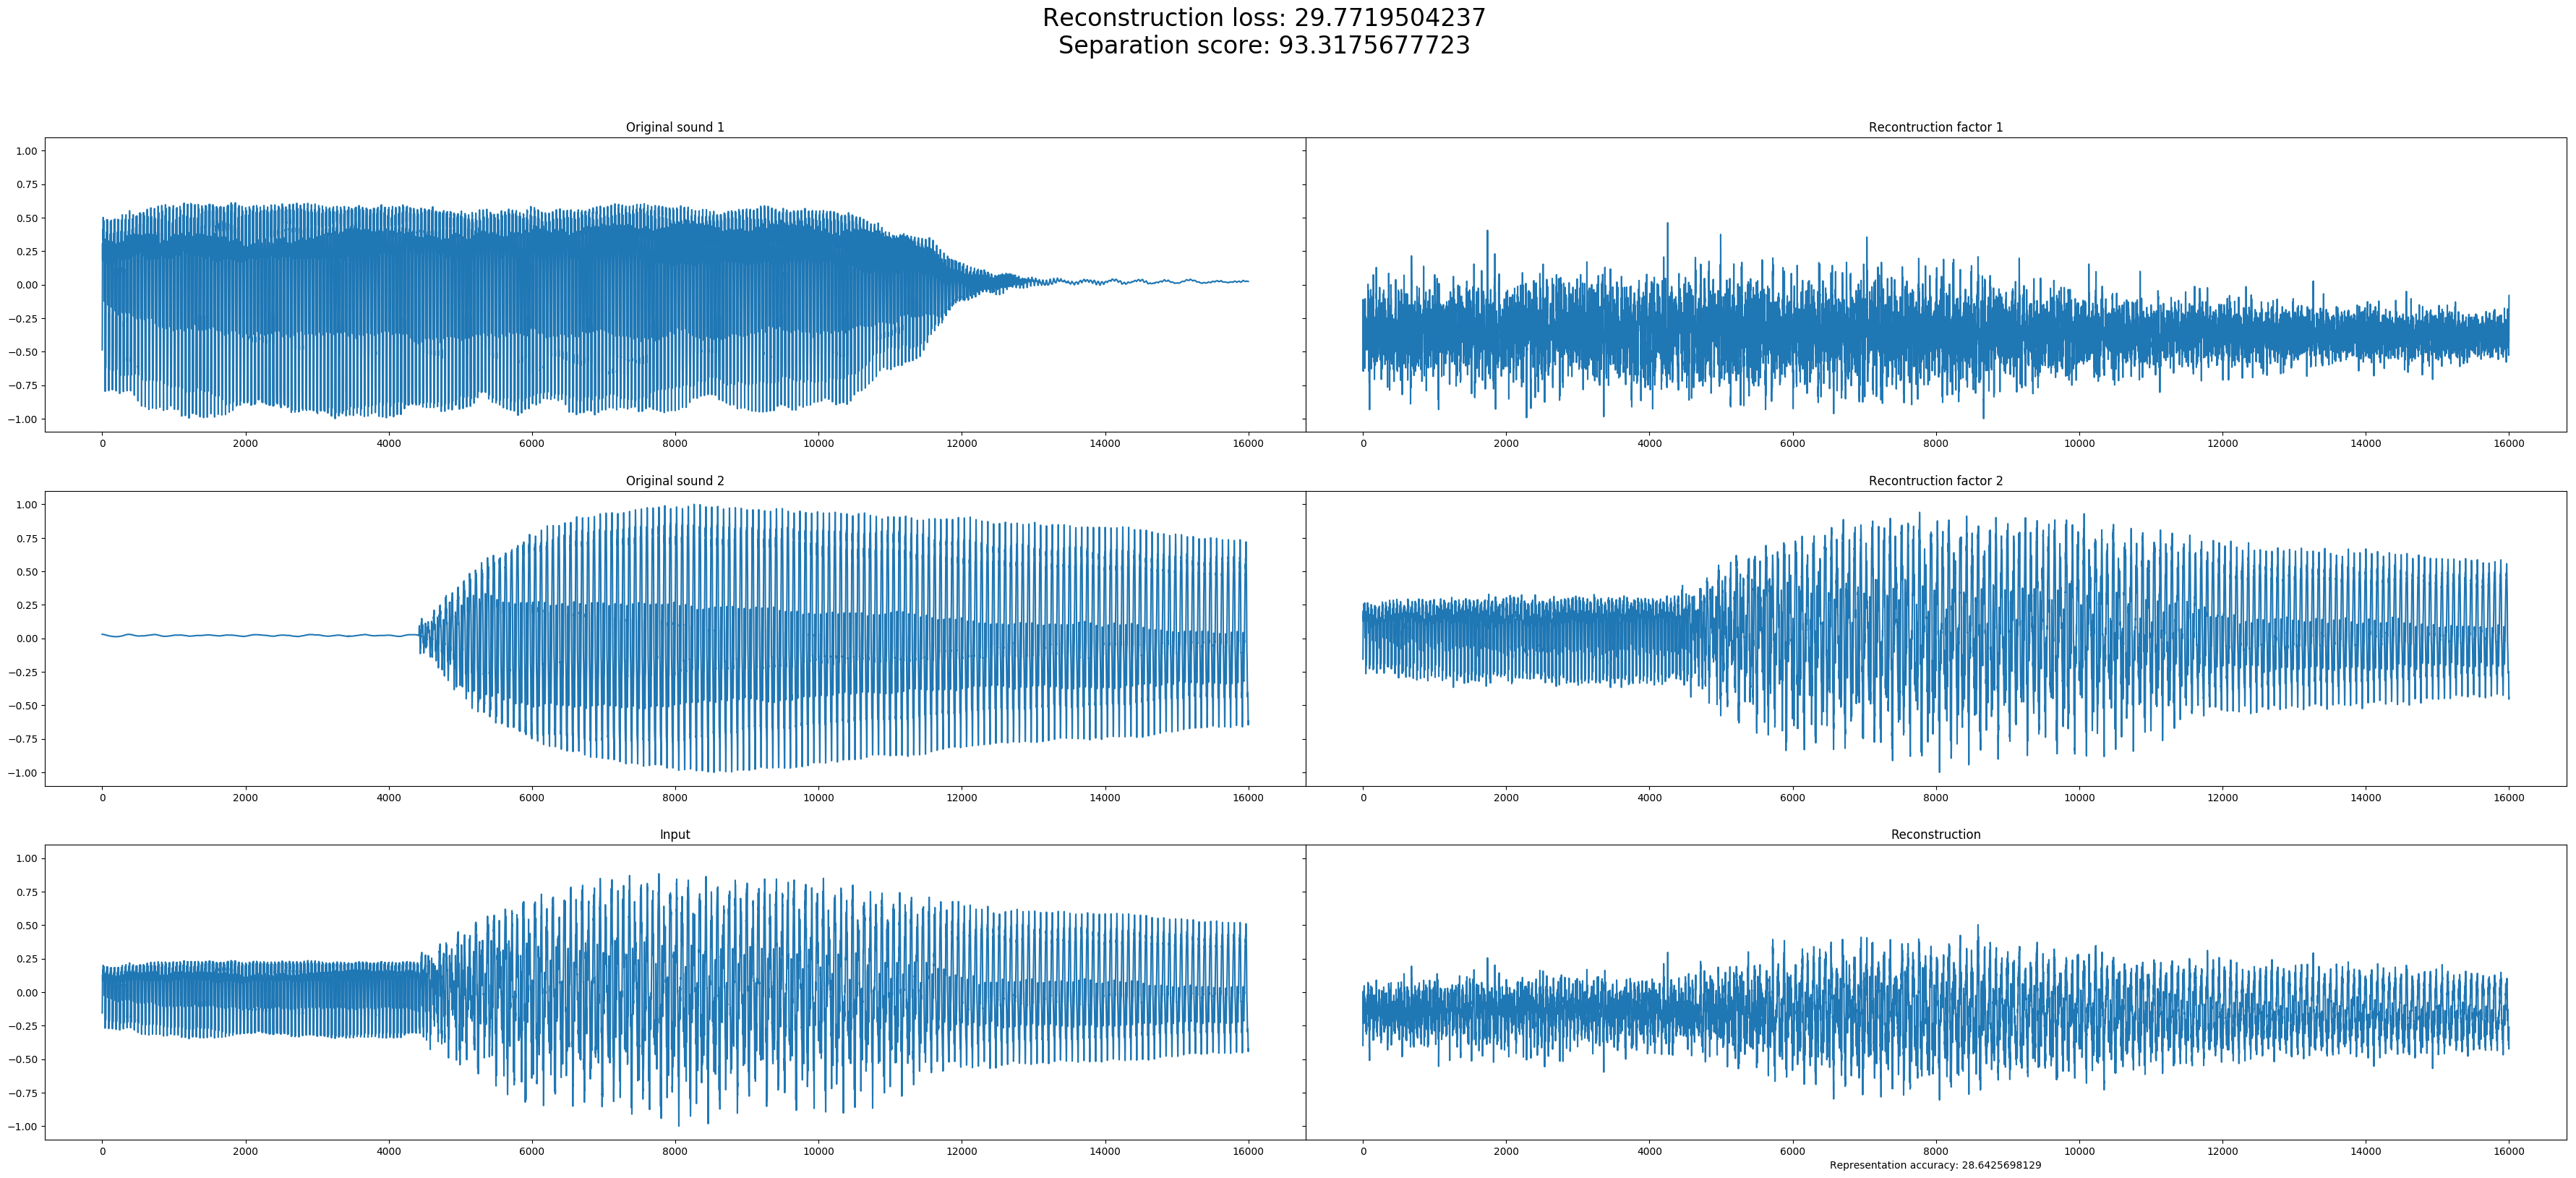 Reconstruction loss: 29.7719504237
Separation score: 93.3175677723
Original sound 1
Recontruction factor 1
1.00
0.75
0.50
0.25
0.00
−0.25
−0.50
−0.75
−1.00
0 2000 4000 6000 8000 10000 12000 14000 16000
0 2000 4000 6000 8000 10000 12000 14000 16000
Original sound 2
Recontruction factor 2
1.00
0.75
0.50
0.25
0.00
−0.25
−0.50
−0.75
−1.00
0 2000 4000 6000 8000 10000 12000 14000 16000
0 2000 4000 6000 8000 10000 12000 14000 16000
Input
Reconstruction
1.00
0.75
0.50
0.25
0.00
−0.25
−0.50
−0.75
−1.00
0 2000 4000 6000 8000 10000 12000 14000 16000
0 2000 4000 6000 8000 10000 12000 14000 16000
Representation accuracy: 28.6425698129